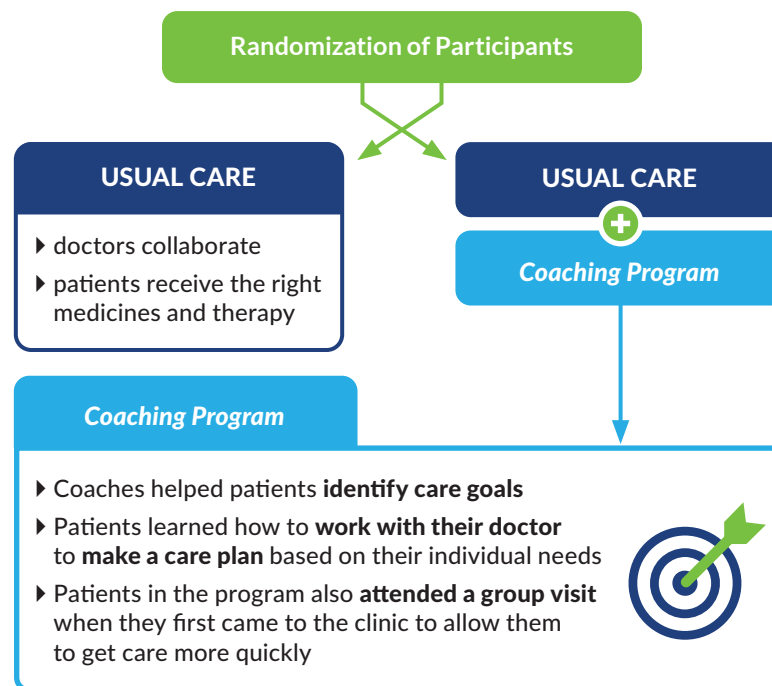 Randomization of Participants
USUAL CARE
‣ doctors collaborate
‣ patients receive the right
medicines and therapy
USUAL CARE
+
Coaching Program
Coaching Program
‣ Coaches helped patients identify care goals
‣ Patients learned how to work with their doctor
to make a care plan based on their individual needs
‣ Patients in the program also attended a group visit
when they first came to the clinic to allow them
to get care more quickly